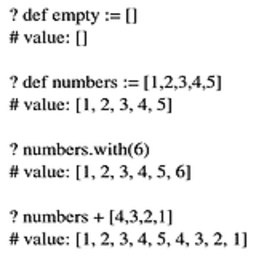 ? def empty := []
# value: []
? def numbers := [1,2,3,4,5]
# value: [1, 2, 3, 4, 5]
? numbers.with(6)
# value: [1, 2, 3, 4, 5, 6]
? numbers + [4,3,2,1]
# value: [1, 2, 3, 4, 5, 4, 3, 2, 1]